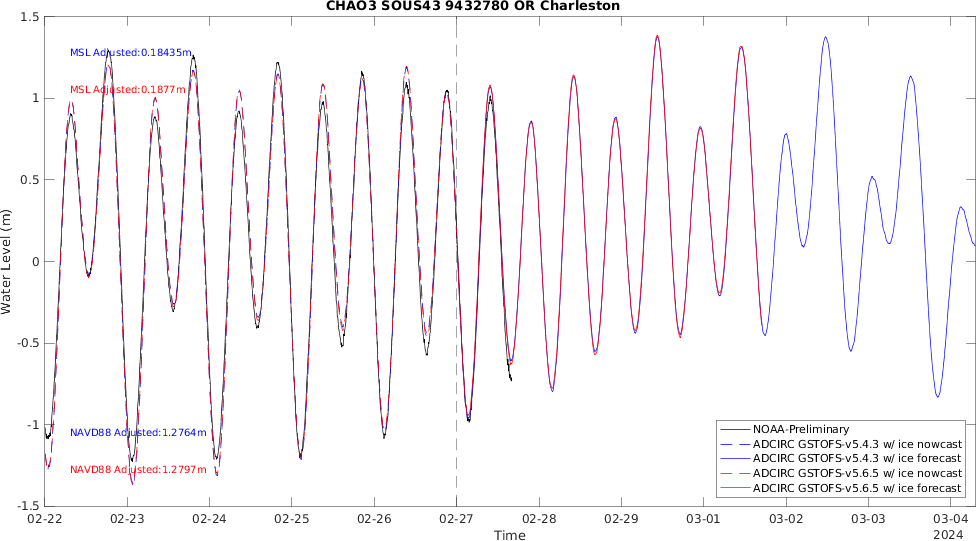 CHAO3 SOUS43 9432780 OR Charleston
1.5
1
0.5
0
-0.5
-1
-1.5
Water Level (m)
MSL Adjusted:0.18435m
MSL Adjusted:0.1877m
NAVD88 Adjusted:1.2764m
NAVD88 Adjusted:1.2797m
NOAA-Preliminary
ADCIRC GSTOFS-v5.4.3 w/ ice nowcast
ADCIRC GSTOFS-v5.4.3 w/ ice forecast
ADCIRC GSTOFS-v5.6.5 w/ ice nowcast
ADCIRC GSTOFS-v5.6.5 w/ ice forecast
02-22 02-23 02-24 02-25 02-26 02-27 02-28 02-29 03-01 03-02 03-03 03-04
Time 2024